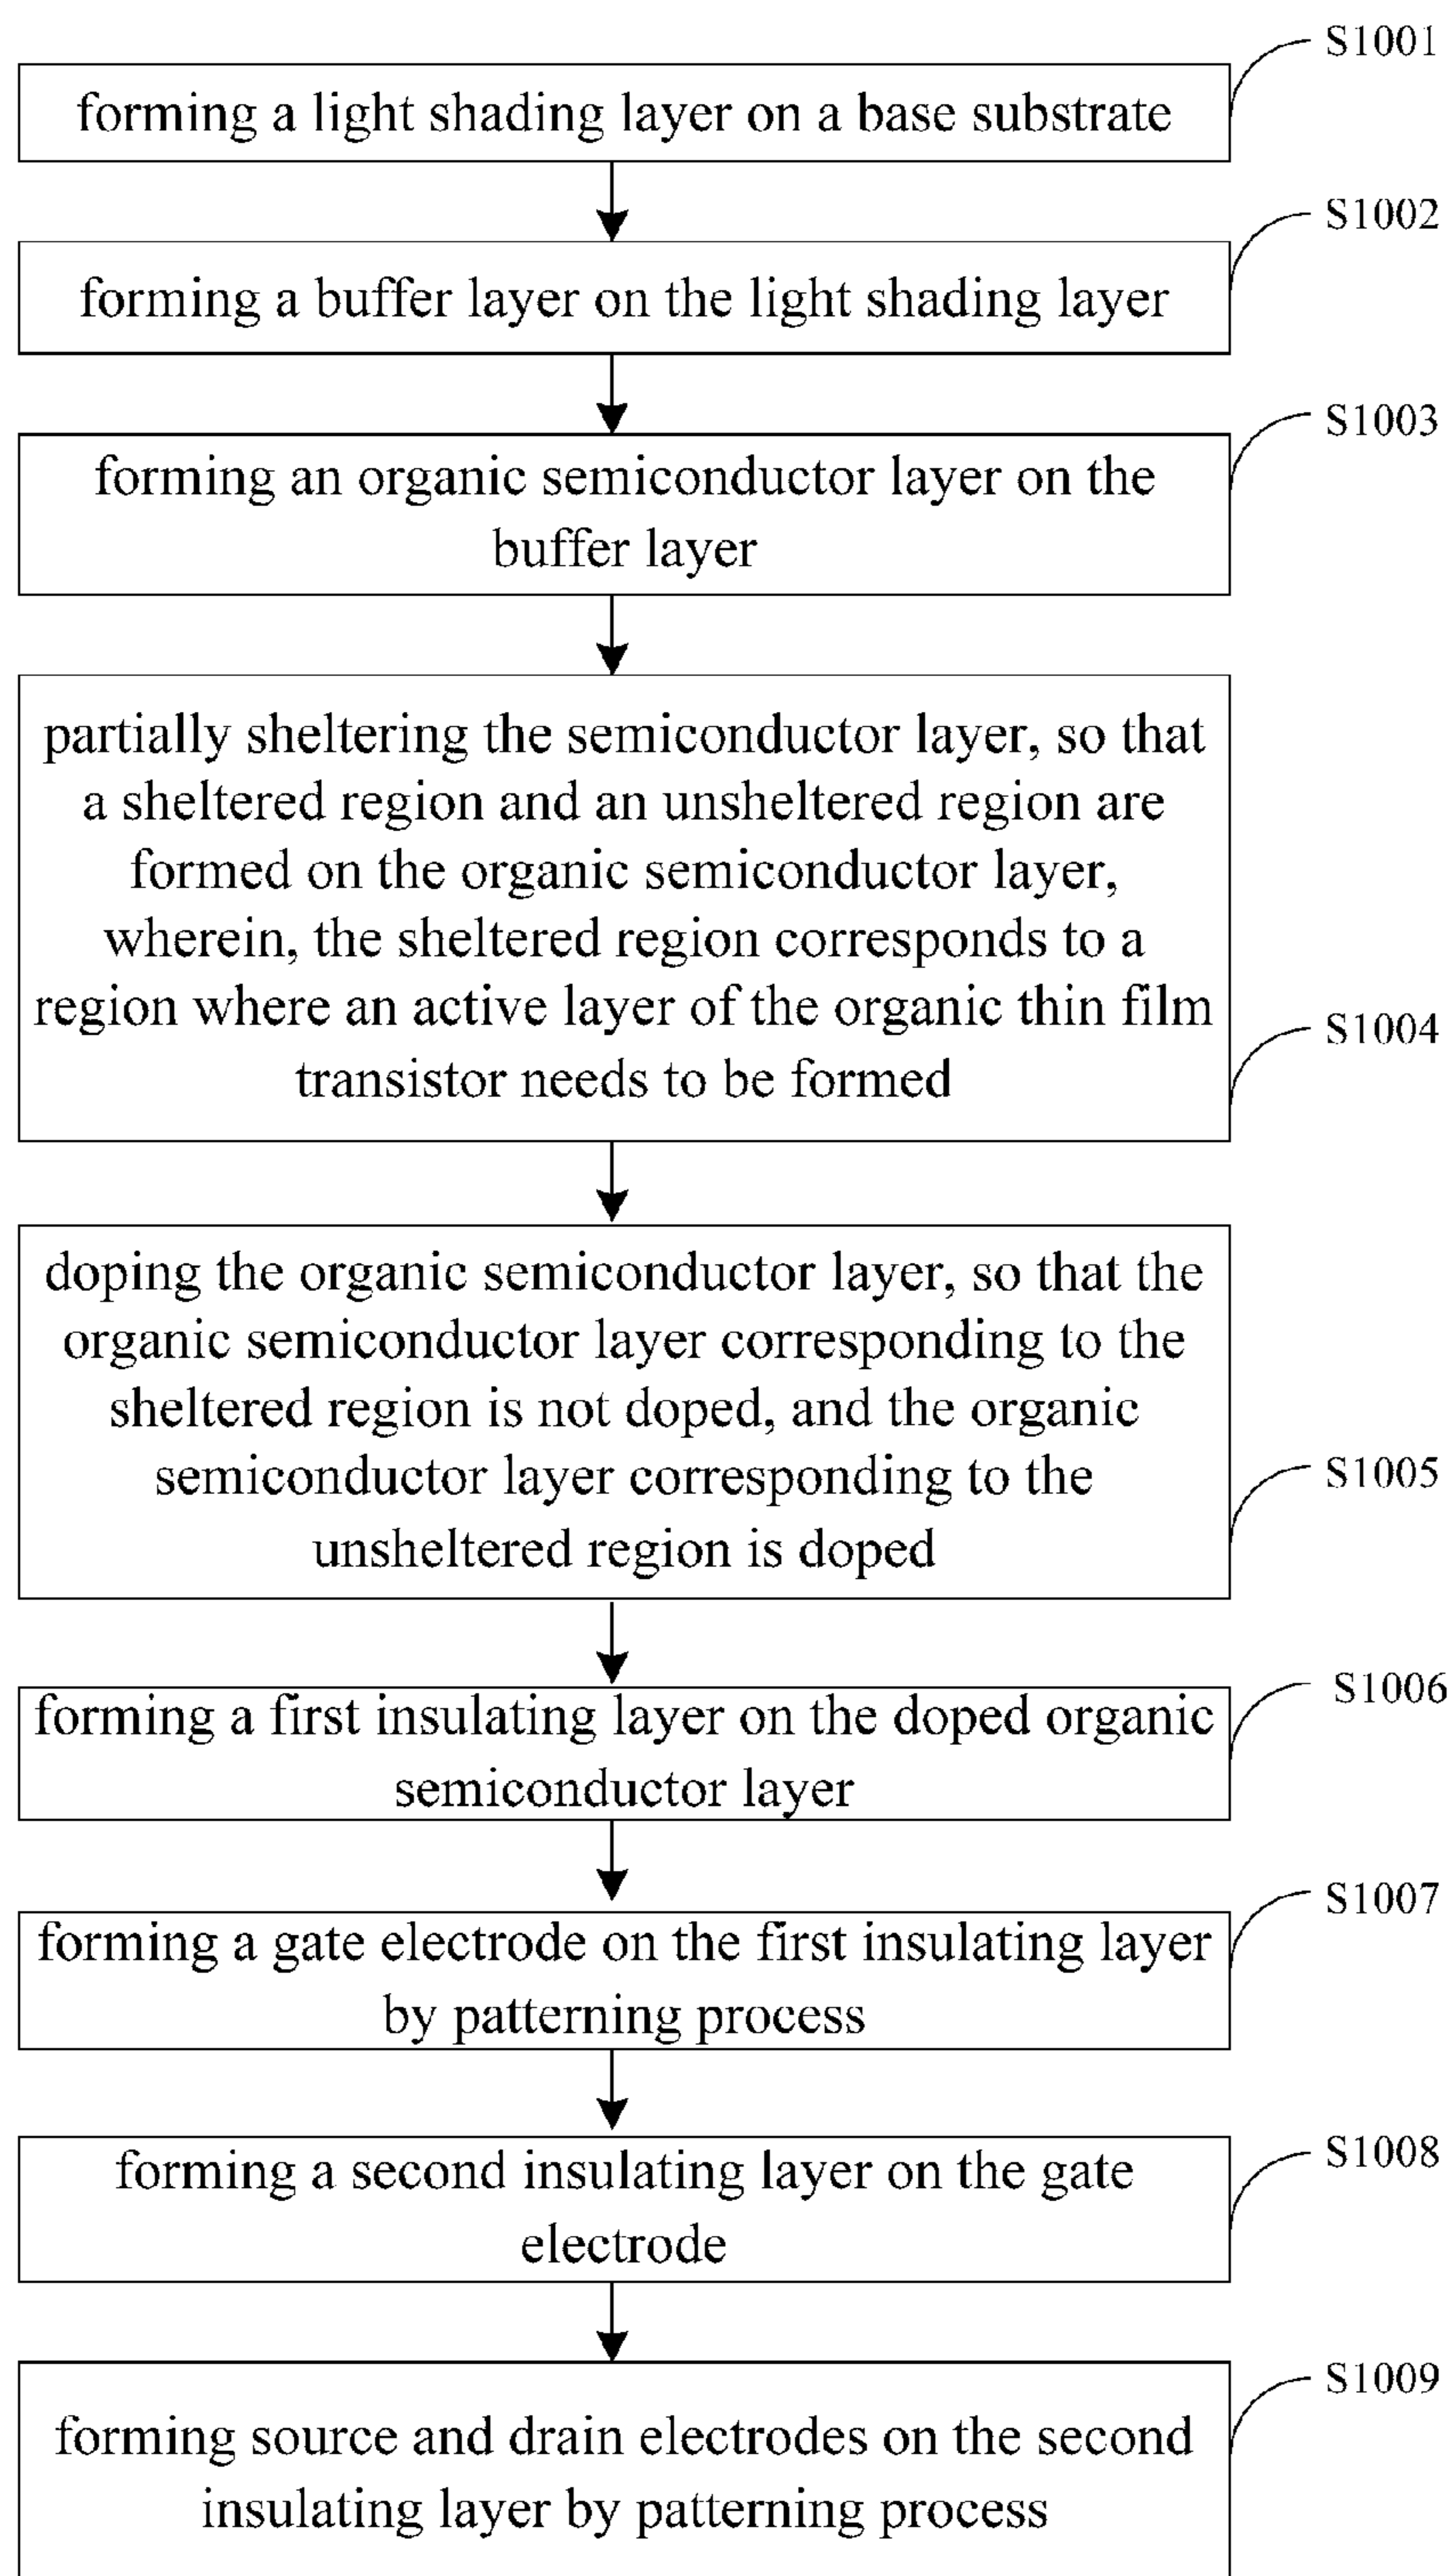 S1001
forming a light shading layer on a base substrate
S1002
forming a buffer layer on the light shading layer
S1003
forming an organic semiconductor layer on the
buffer layer
partially sheltering the semiconductor layer, so that
a sheltered region and an unsheltered region are
formed on the organic semiconductor layer,
wherein, the sheltered region corresponds to a
region where an active layer of the organic thin film
transistor needs to be formed
S1004
doping the organic semiconductor layer, so that the
organic semiconductor layer corresponding to the
sheltered region is not doped, and the organic
semiconductor layer corresponding to the
unsheltered region is doped
S1005
S1006
forming a first insulating layer on the doped organic
semiconductor layer
S1007
forming a gate electrode on the first insulating layer
by patterning process
S1008
forming a second insulating layer on the gate
electrode
S1009
forming source and drain electrodes on the second
insulating layer by patterning process